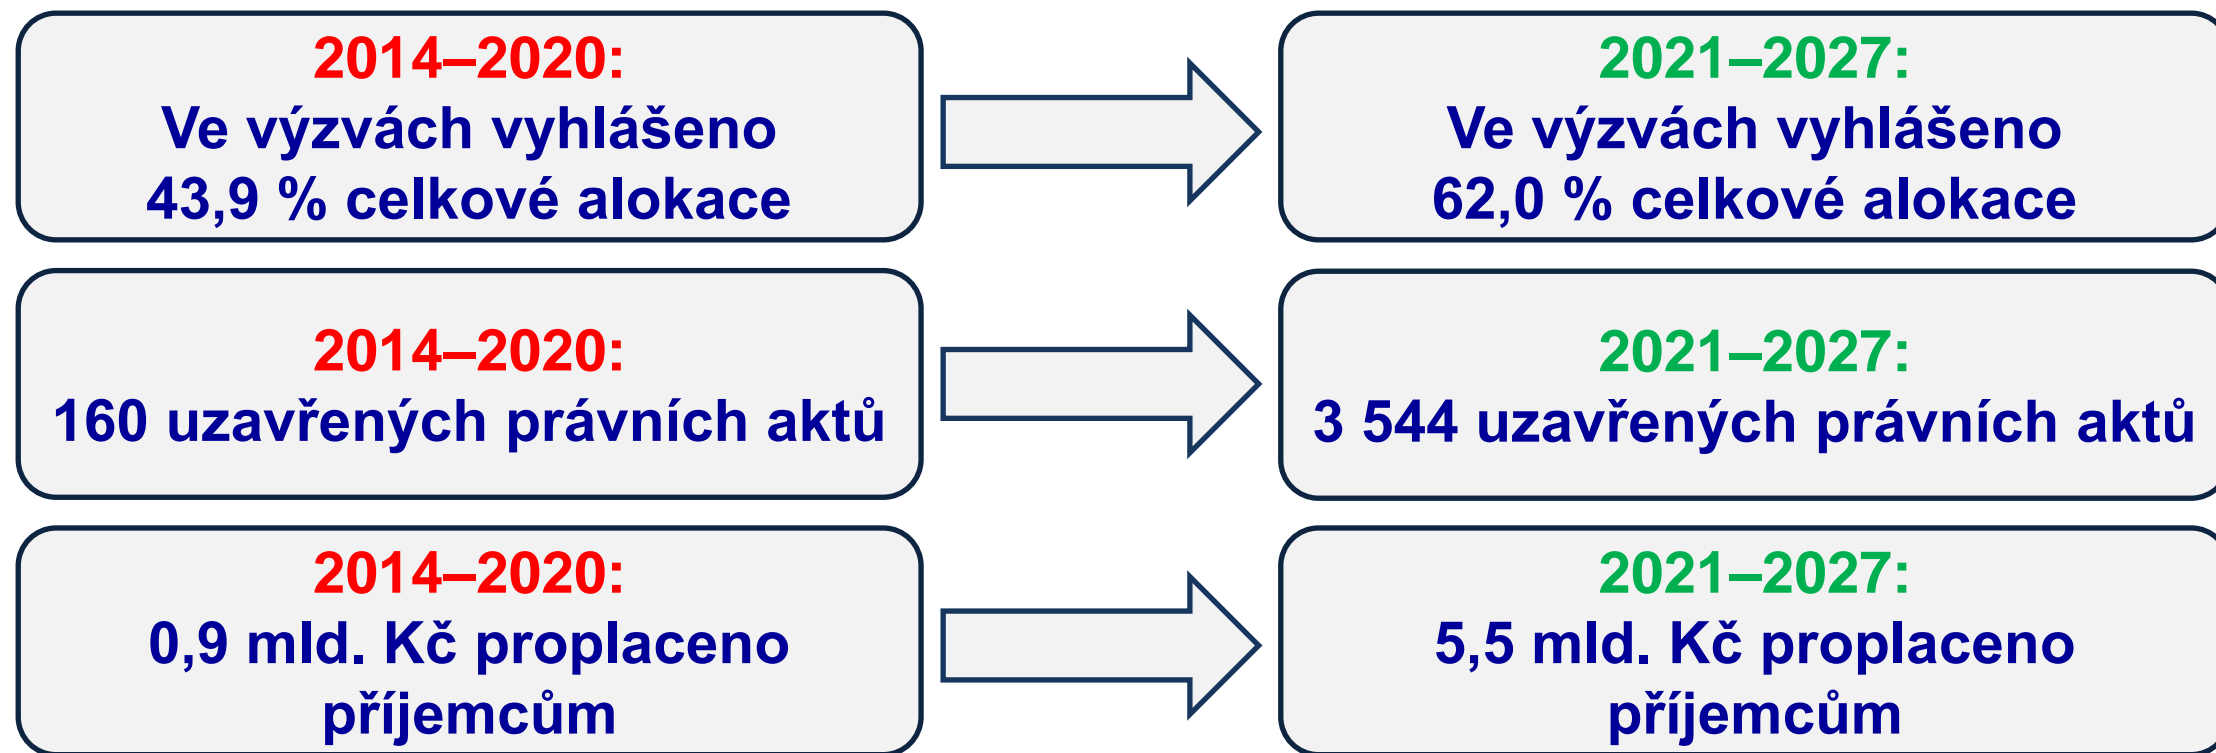 2014–2020:
Ve výzvách vyhlášeno
43,9 % celkové alokace
2021–2027:
Ve výzvách vyhlášeno
62,0 % celkové alokace
2014–2020:
160 uzavřených právních aktů
2021–2027:
3 544 uzavřených právních aktů
2014–2020:
0,9 mld. Kč proplaceno
příjemcům
2021–2027:
5,5 mld. Kč proplaceno
příjemcům